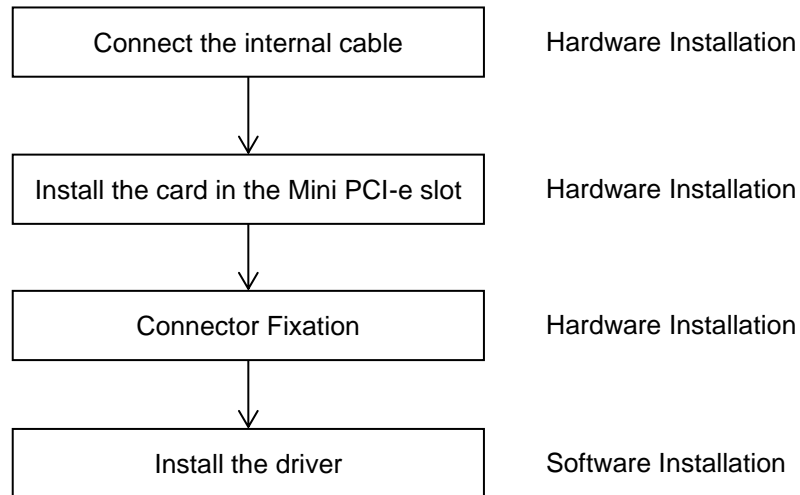 Connect the internal cable Hardware Installation
Install the card in the Mini PCI-e slot Hardware Installation
Connector Fixation Hardware Installation
Install the driver Software Installation